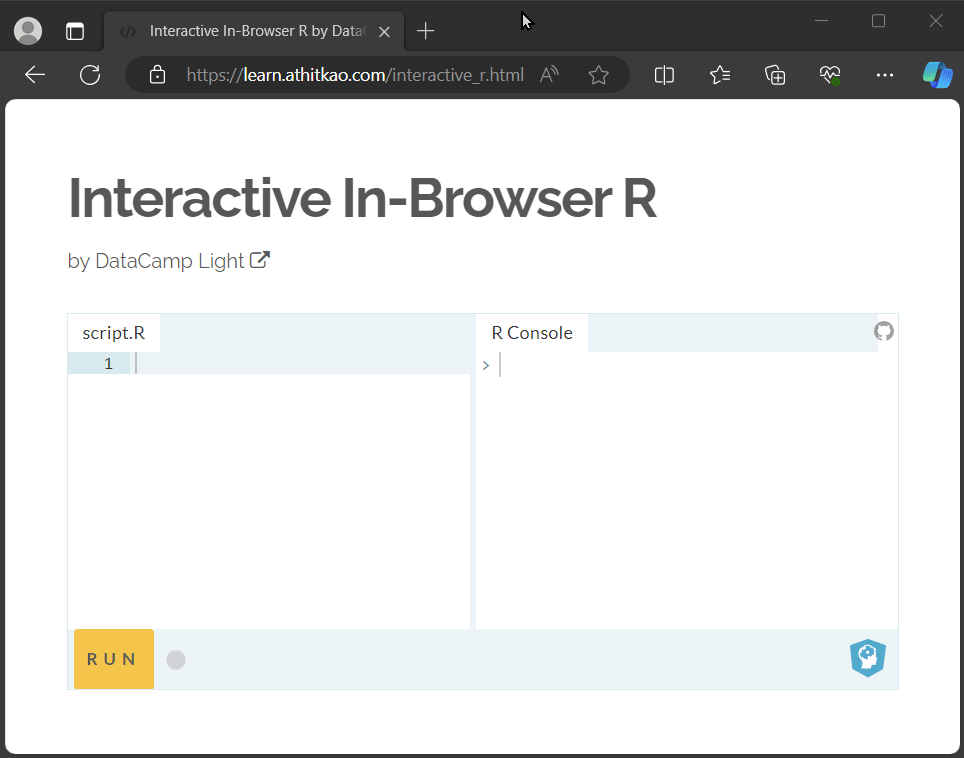 Interactive In-Browser R by Data
https://learn.athitkao.com/interactive_r.html
Interactive In-Browser R
by DataCamp Light
script.R
R Console
1
>
RUN